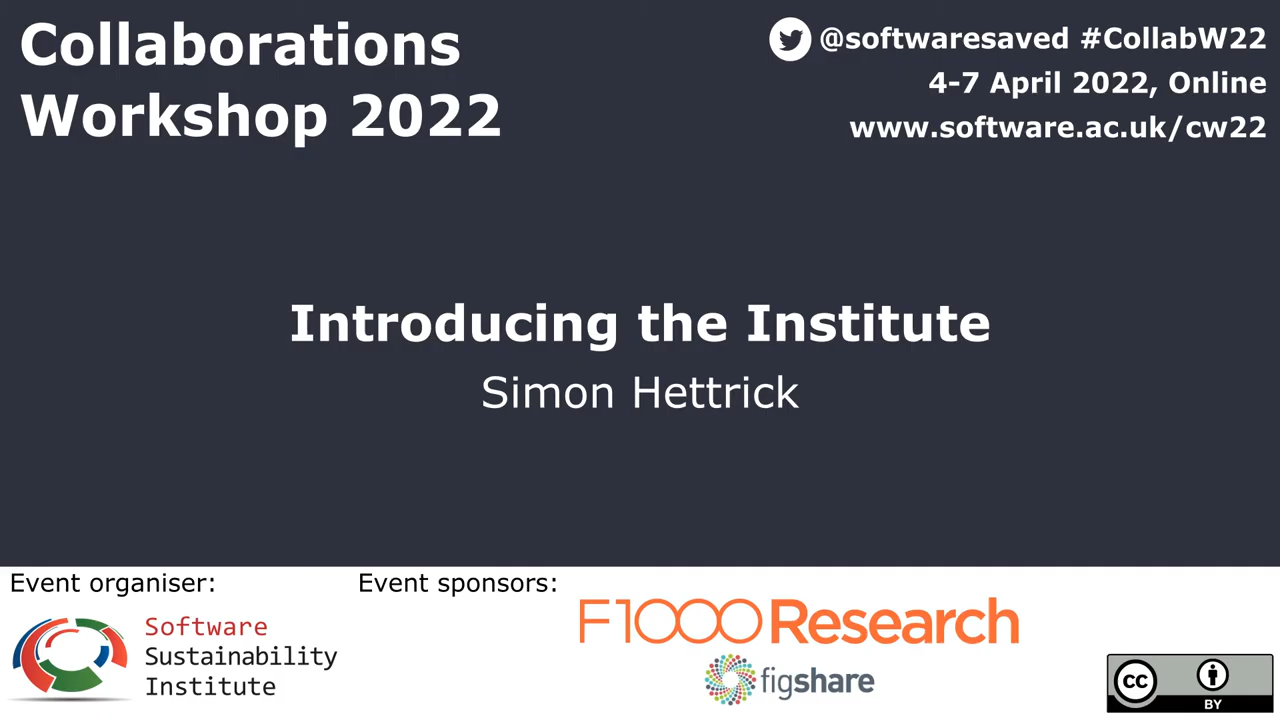 Collaborations
Workshop 2022
@softwaresaved #CollabW22
4-7 April 2022, Online
www.software.ac.uk/cw22
Introducing the Institute
Simon Hettrick
Event organiser:
Software
Sustainability
Institute
Event sponsors:
F1000Research
figshare
CC
BY